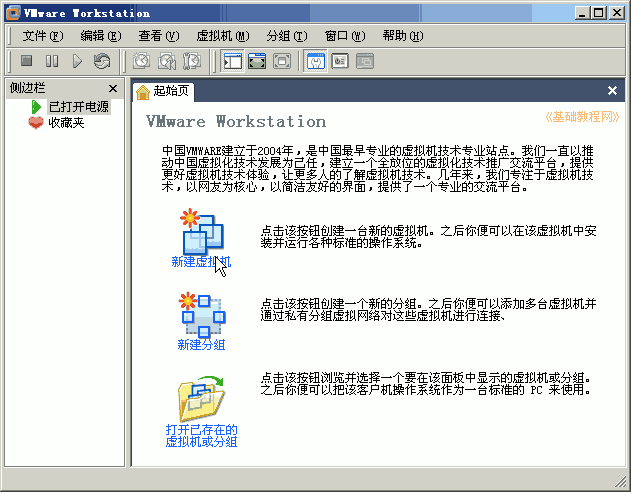 VMware Workstation
文件(F) 编辑(E) 查看(V) 虚拟机(M) 分组(T) 窗口(W) 帮助(H)
侧边栏
已打开电源
收藏夹
起始页
VMware Workstation
《基础教程网》
中国VMWARE建立于2004年，是中国最早专业的虚拟机技术专业站点。我们一直以推
动中国虚拟化技术发展为己任，建立一个全放位的虚拟化技术推广交流平台，提供
更好虚拟机技术体验，让更多人的了解虚拟机技术。几年来，我们专注于虚拟机技
术，以网友为核心，以简洁友好的界面，提供了一个专业的交流平台。
新建虚拟机
点击该按钮创建一台新的虚拟机。之后你便可以在该虚拟机中安
装并运行各种标准的操作系统。
新建分组
点击该按钮创建一个新的分组。之后你便可以添加多台虚拟机并
通过私有分组虚拟网络对这些虚拟机进行连接、
打开已存在的
虚拟机或分组
点击该按钮浏览并选择一个要在该面板中显示的虚拟机或分组。
之后你便可以把该客户机操作系统作为一台标准的 PC 来使用。